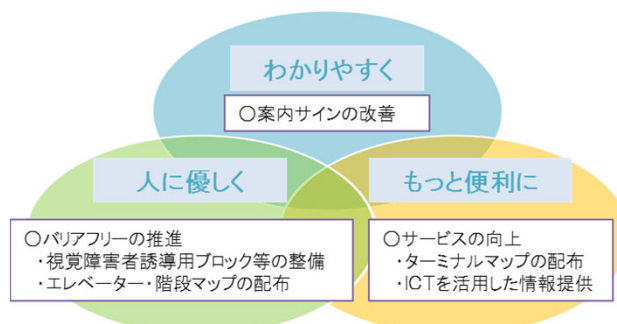 わかりやすく
○案内サインの改善
人に優しく
もっと便利に
○バリアフリーの推進
・視覚障害者誘導用ブロック等の整備
・エレベーター・階段マップの配布
○サービスの向上
・ターミナルマップの配布
・ICTを活用した情報提供